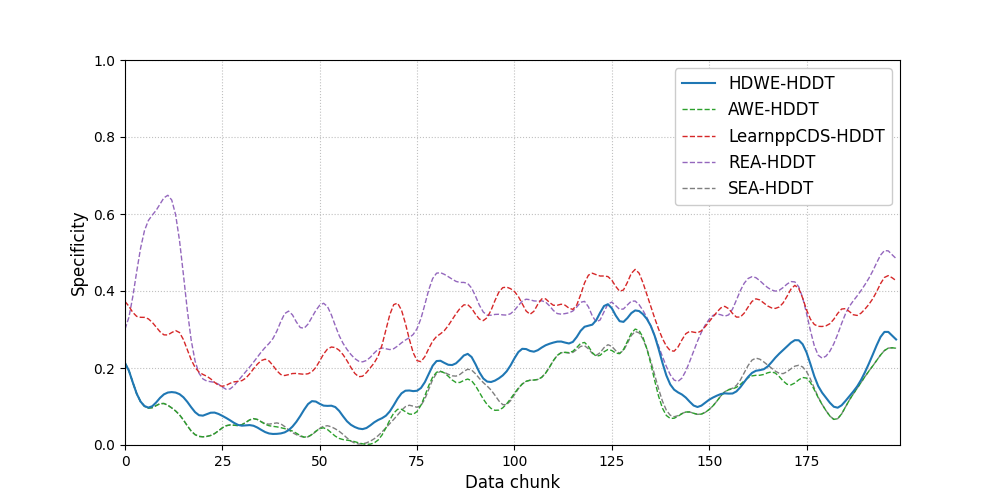 1.0
0.8
0.6
0.4
0.2
0.0
Specificity
HDWE-HDDT
AWE-HDDT
LearnppCDS-HDDT
REA-HDDT
SEA-HDDT
0 25 50 75 100 125 150 175
Data chunk